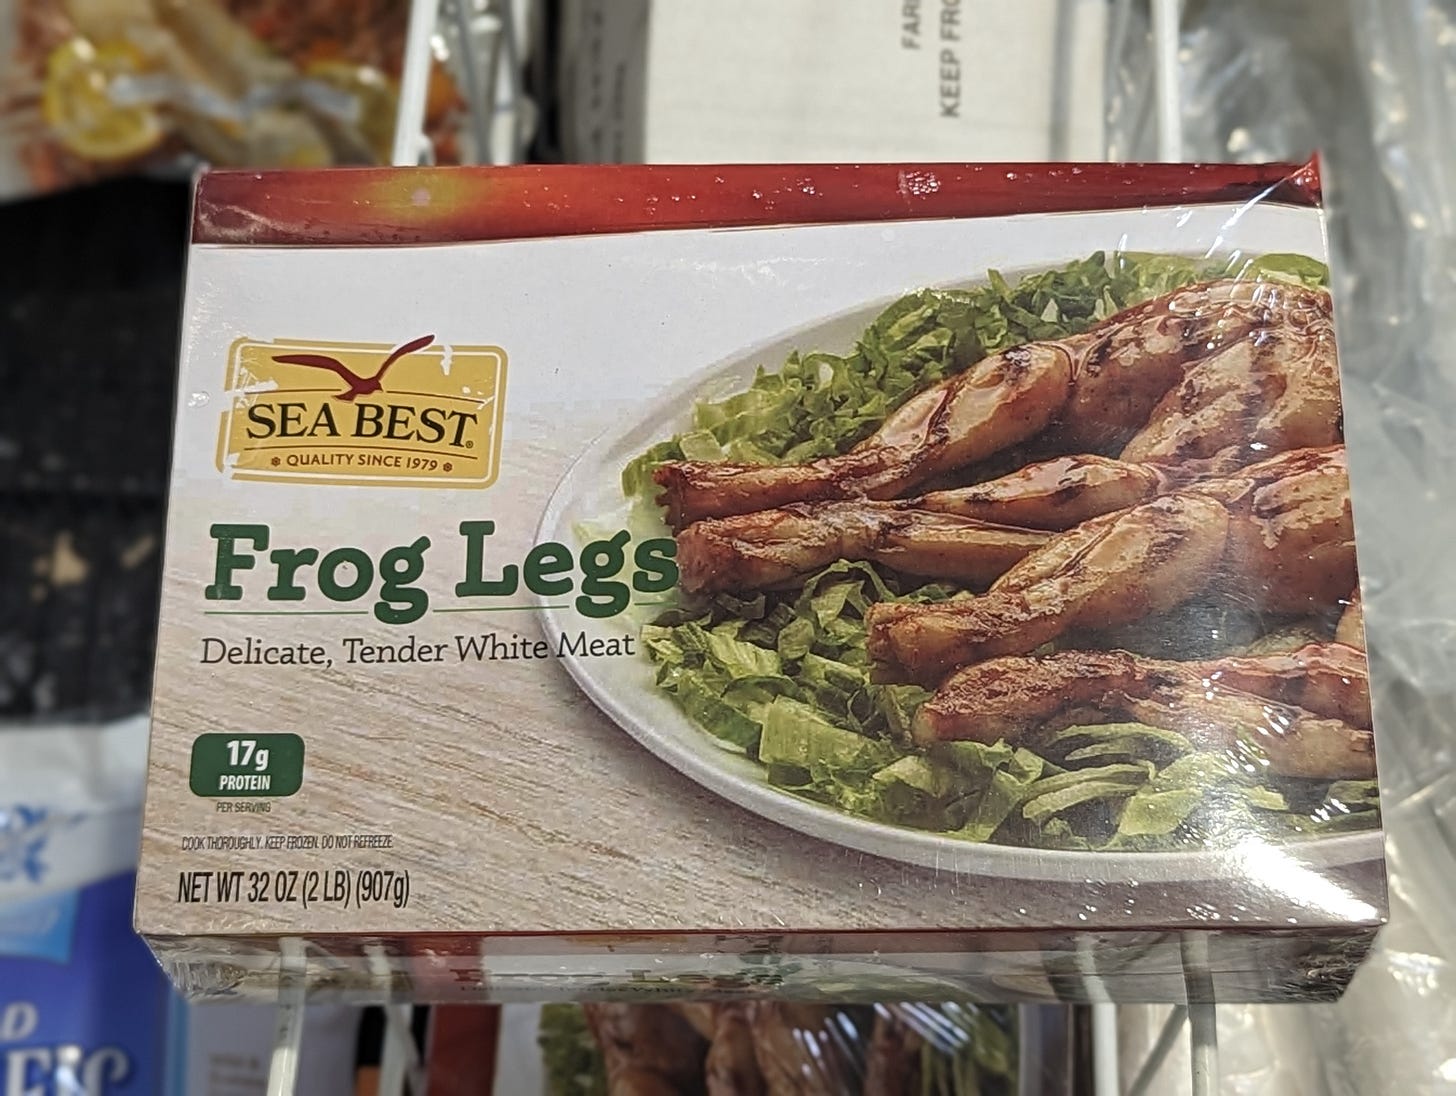 KEEP FRO
SEA BEST®
QUALITY SINCE 1979
Frog Legs
Delicate, Tender White Meat
17g
PROTEIN
PER SERVING
COOK THOROUGHLY. KEEP FROZEN. DO NOT REFREEZE
NET WT 32 OZ (2 LB) (907g)